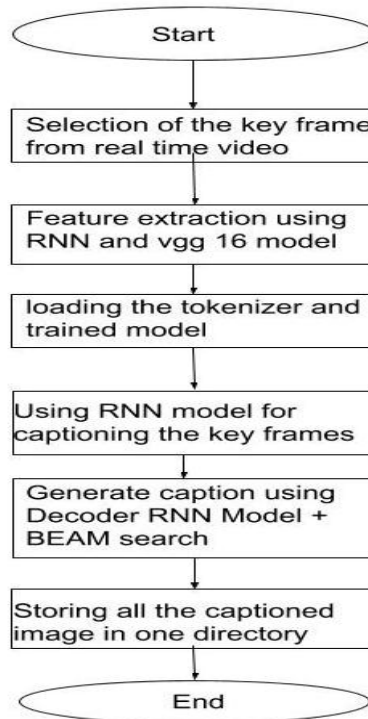 Start
Selection of the key frame
from real time video
Feature extraction using
RNN and vgg 16 model
loading the tokenizer and
trained model
Using RNN model for
captioning the key frames
Generate caption using
Decoder RNN Model +
BEAM search
Storing all the captioned
image in one directory
End